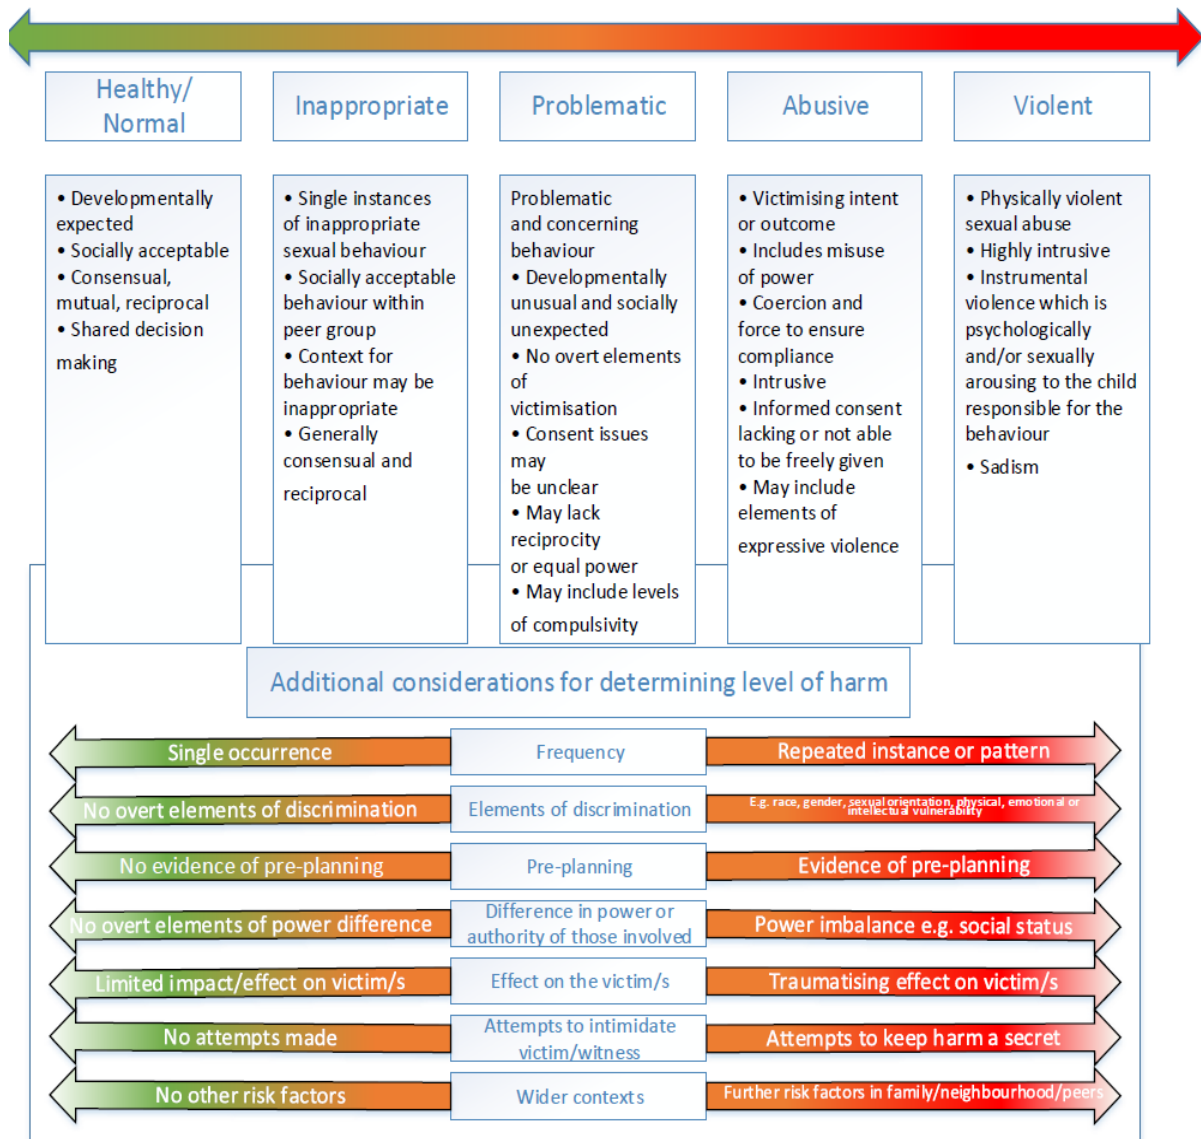 Healthy/
Normal
Inappropriate
Problematic
Abusive
Violent
• Developmentally
expected
• Socially acceptable
• Consensual,
mutual, reciprocal
• Shared decision
making
• Single instances
of inappropriate
sexual behaviour
• Socially acceptable
behaviour within
peer group
• Context for
behaviour may be
inappropriate
• Generally
consensual and
reciprocal
Problematic
and concerning
behaviour
• Developmentally
unusual and socially
unexpected
• No overt elements
of
victimisation
• Consent issues
may
be unclear
• May lack
reciprocity
or equal power
• May include levels
of compulsivity
• Victimising intent
or outcome
• Includes misuse
of power
• Coercion and
force to ensure
compliance
• Intrusive
• Informed consent
lacking or not able
to be freely given
• May include
elements of
expressive violence
• Physically violent
sexual abuse
• Highly intrusive
• Instrumental
violence which is
psychologically
and/or sexually
arousing to the child
responsible for the
behaviour
• Sadism
Additional considerations for determining level of harm
Single occurrence
Frequency
Repeated instance or pattern
No overt elements of discrimination
Elements of discrimination
E.g. race, gender, sexual orientation, physical, emotional or
intellectual vulnerability
No evidence of pre-planning
Pre-planning
Evidence of pre-planning
No overt elements of power difference
Difference in power or
authority of those involved
Power imbalance e.g. social status
Limited impact/effect on victim/s
Effect on the victim/s
Traumatising effect on victim/s
No attempts made
Attempts to intimidate
victim/witness
Attempts to keep harm a secret
No other risk factors
Wider contexts
Further risk factors in family/neighbourhood/peers